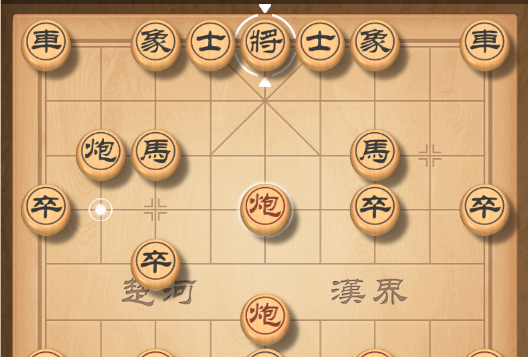 車 象 士 將 士 象 車
炮 馬 馬
卒 炮 卒 卒
卒
楚河 漢界
炮